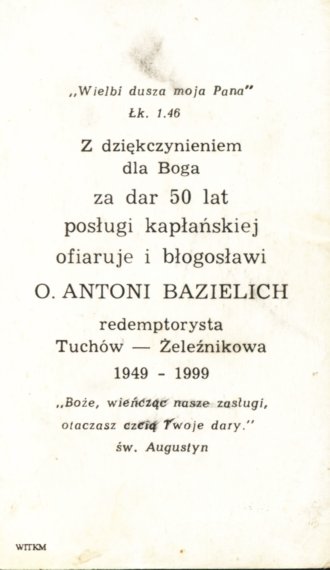 „Wielbi dusza moja Pana"
Łk. 1.46
Z dziękczynieniem
dla Boga
za dar 50 lat
posługi kapłańskiej
ofiaruje i błogosławi
O. ANTONI BAZIELICH
redemptorysta
Tuchów — Żeleźnikowa
1949 - 1999
„Boże, wieńcząc nasze zasługi,
otaczasz czcią Twoje dary."
św. Augustyn
WITKM